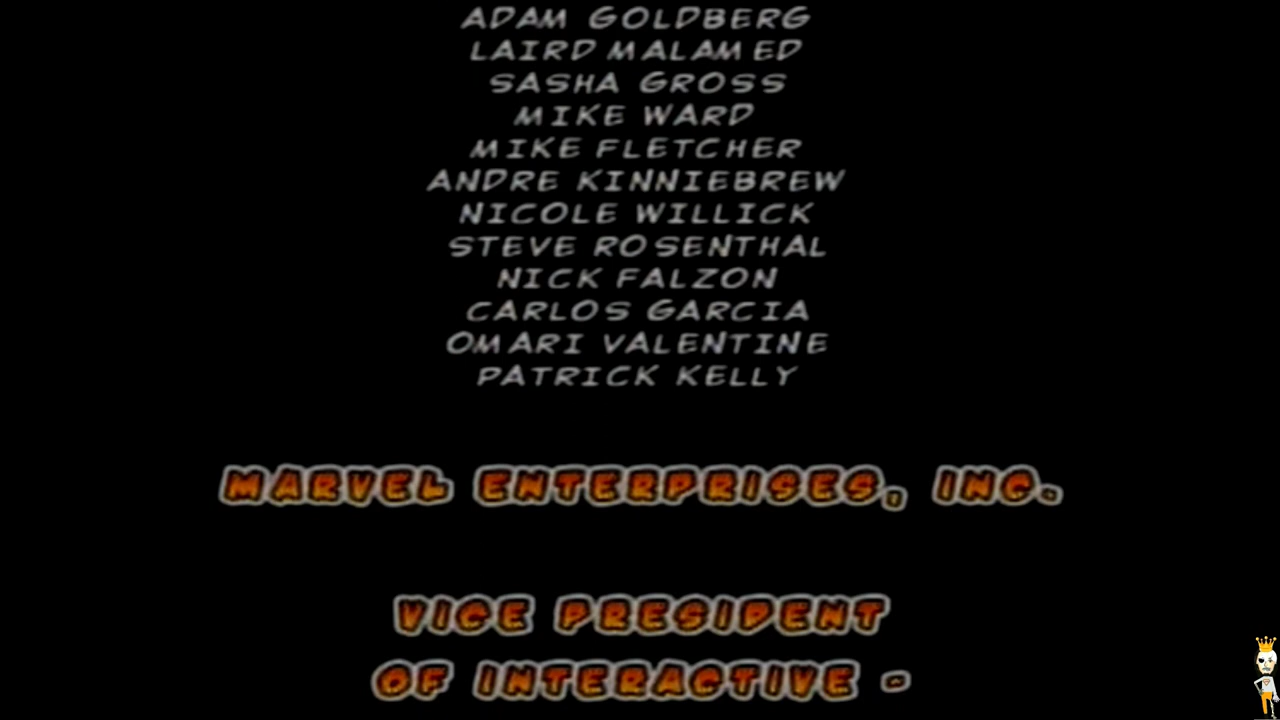 ADAM GOLDBERG
LAIRD MALAMED
SASHA GROSS
MIKE WARD
MIKE FLETCHER
ANDRE KINNIEBREW
NICOLE WILLICK
STEVE ROSENTHAL
NICK FALZON
CARLOS GARCIA
OMARI VALENTINE
PATRICK KELLY
MARVEL ENTERPRISES, INC.
VICE PRESIDENT
OF INTERACTIVE -